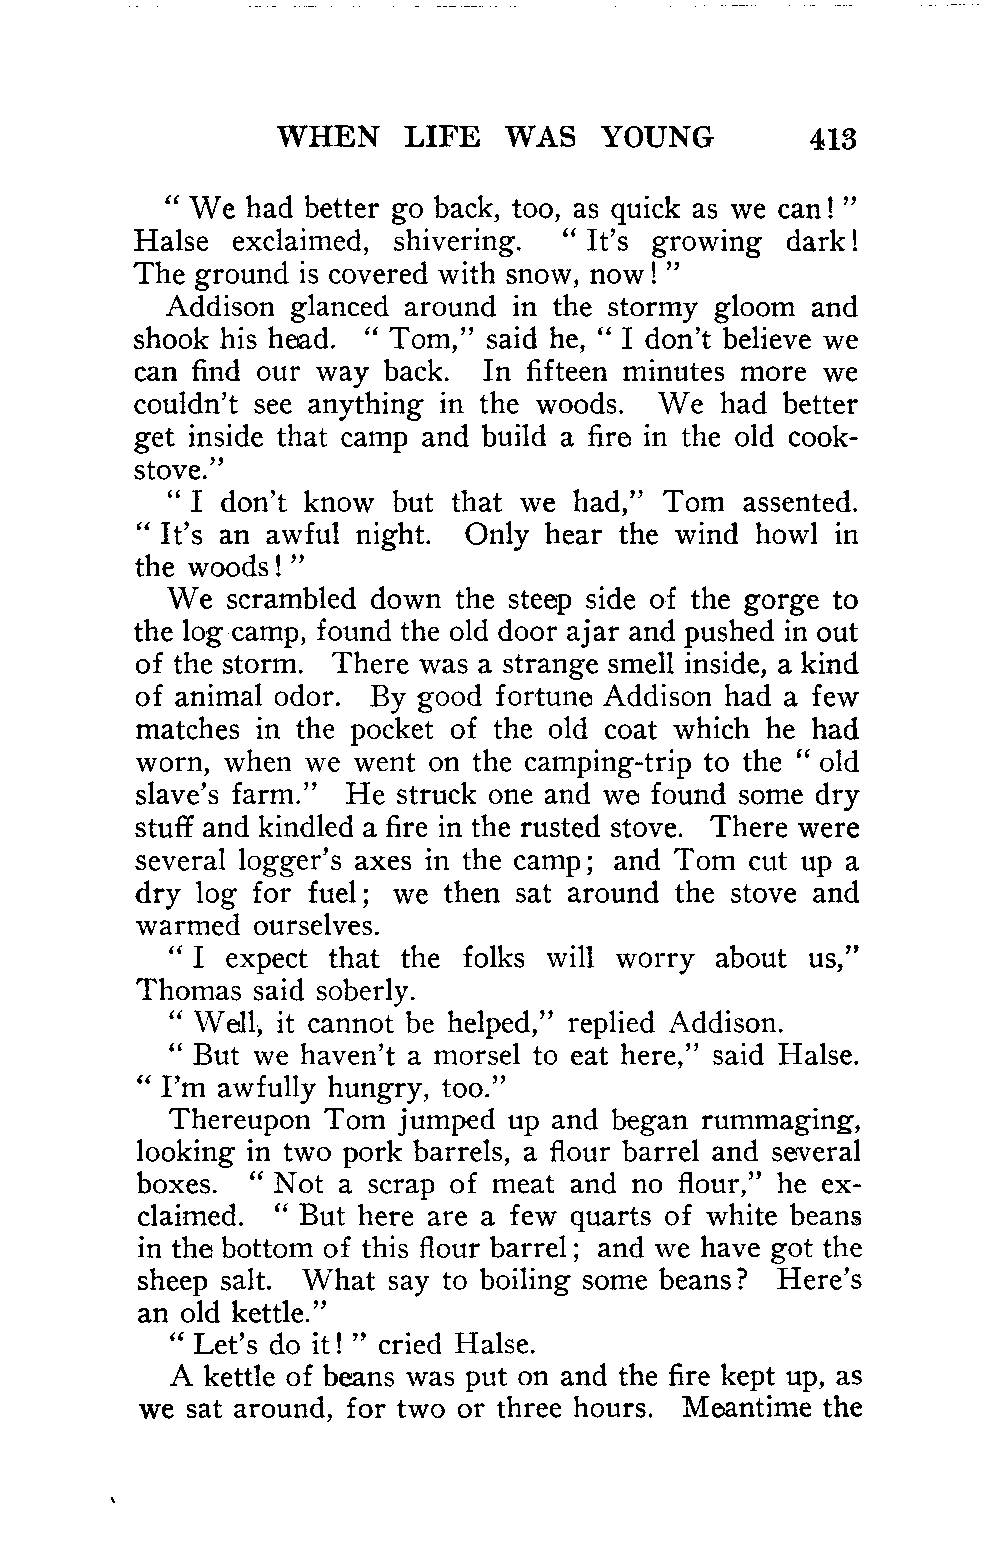 WHEN LIFE WAS YOUNG 413
“ We had better go back, too, as quick as we can! ”
Halse exclaimed, shivering. “ It’s growing dark!
The ground is covered with snow, now! ”
Addison glanced around in the stormy gloom and
shook his head. “ Tom,” said he, “ I don’t believe we
can find our way back. In fifteen minutes more we
couldn’t see anything in the woods. We had better
get inside that camp and build a fire in the old cook-
stove.”
“ I don’t know but that we had,” Tom assented.
“ It’s an awful night. Only hear the wind howl in
the woods! ”
We scrambled down the steep side of the gorge to
the log camp, found the old door ajar and pushed in out
of the storm. There was a strange smell inside, a kind
of animal odor. By good fortune Addison had a few
matches in the pocket of the old coat which he had
worn, when we went on the camping-trip to the “ old
slave’s farm.” He struck one and we found some dry
stuff and kindled a fire in the rusted stove. There were
several logger’s axes in the camp; and Tom cut up a
dry log for fuel; we then sat around the stove and
warmed ourselves.
“ I expect that the folks will worry about us,”
Thomas said soberly.
“ Well, it cannot be helped,” replied Addison.
“ But we haven’t a morsel to eat here,” said Halse.
“ I’m awfully hungry, too.”
Thereupon Tom jumped up and began rummaging,
looking in two pork barrels, a flour barrel and several
boxes. “ Not a scrap of meat and no flour,” he ex-
claimed. “ But here are a few quarts of white beans
in the bottom of this flour barrel; and we have got the
sheep salt. What say to boiling some beans? Here’s
an old kettle.”
“ Let’s do it! ” cried Halse.
A kettle of beans was put on and the fire kept up, as
we sat around, for two or three hours. Meantime the